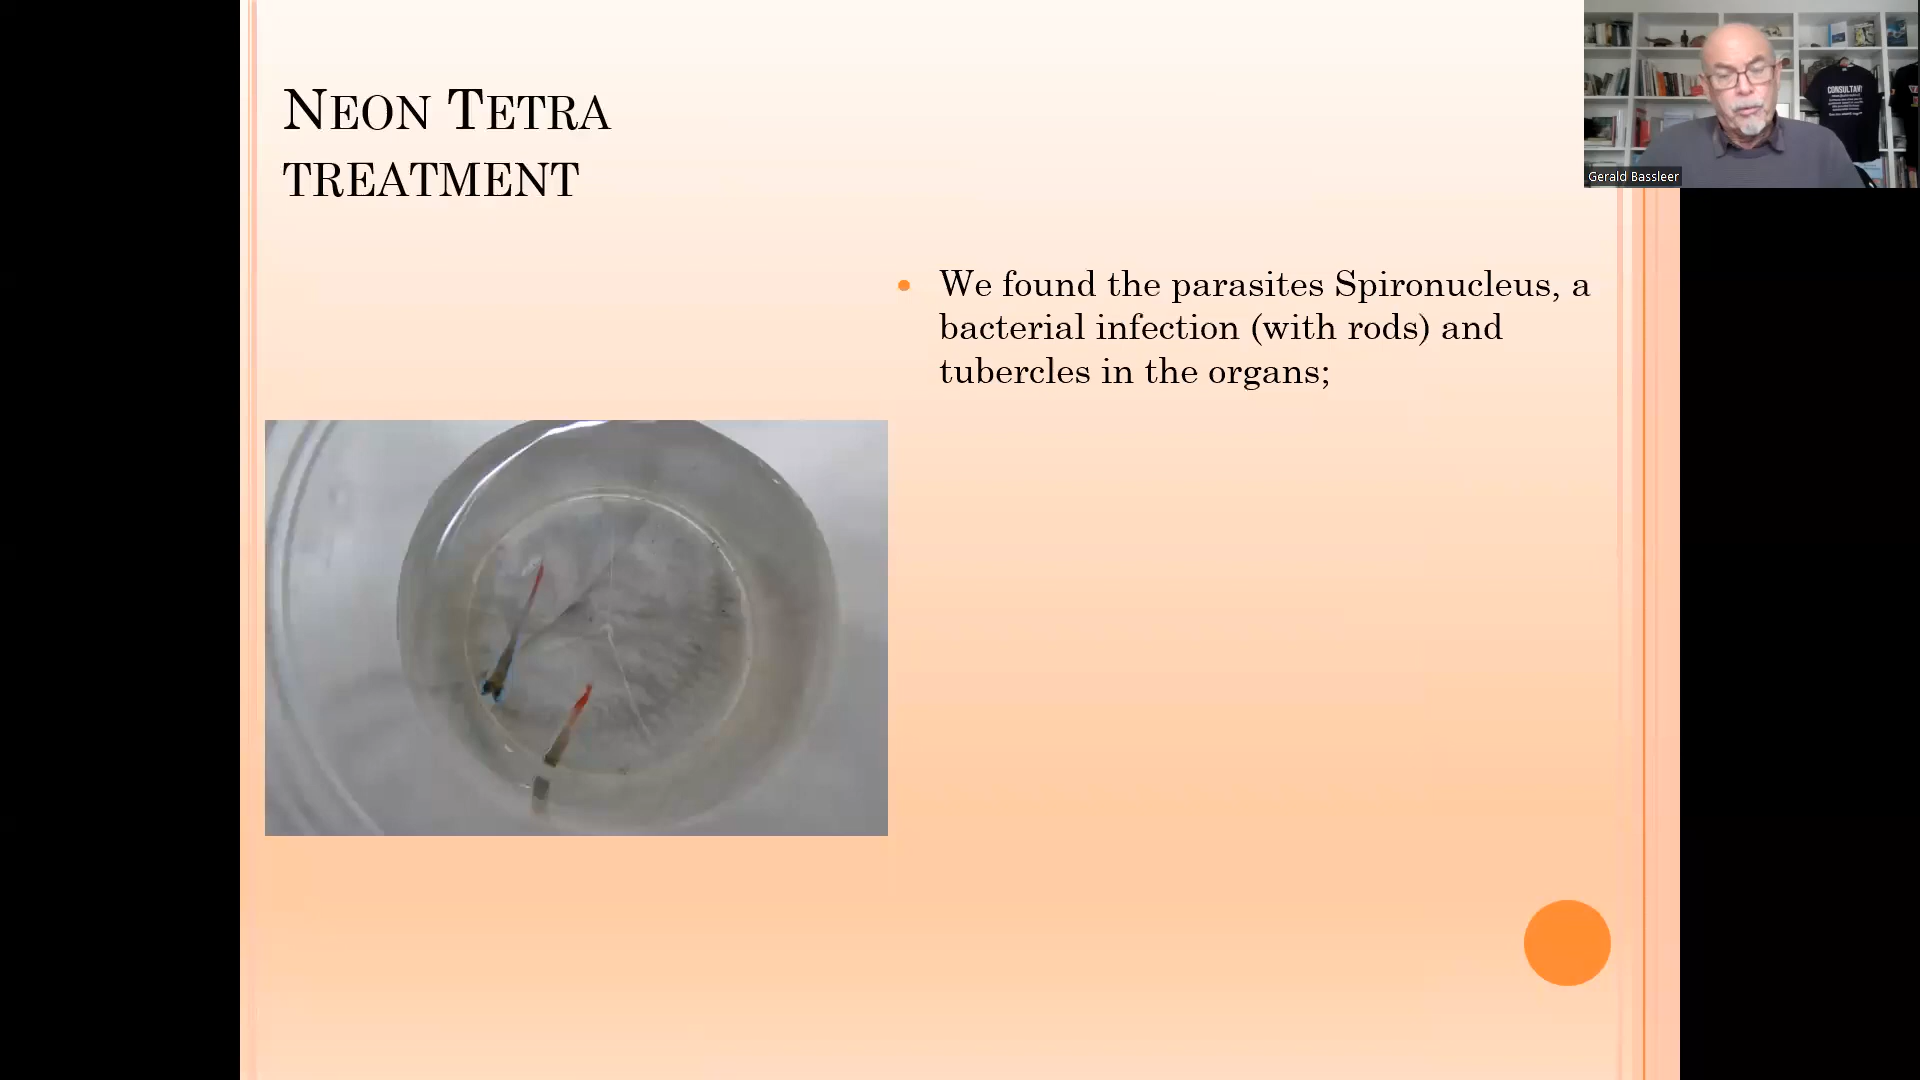 NEON TETRA
TREATMENT
Gerald Bassleer
CONSULTANT
• We found the parasites Spironucleus, a
bacterial infection (with rods) and
tubercles in the organs;